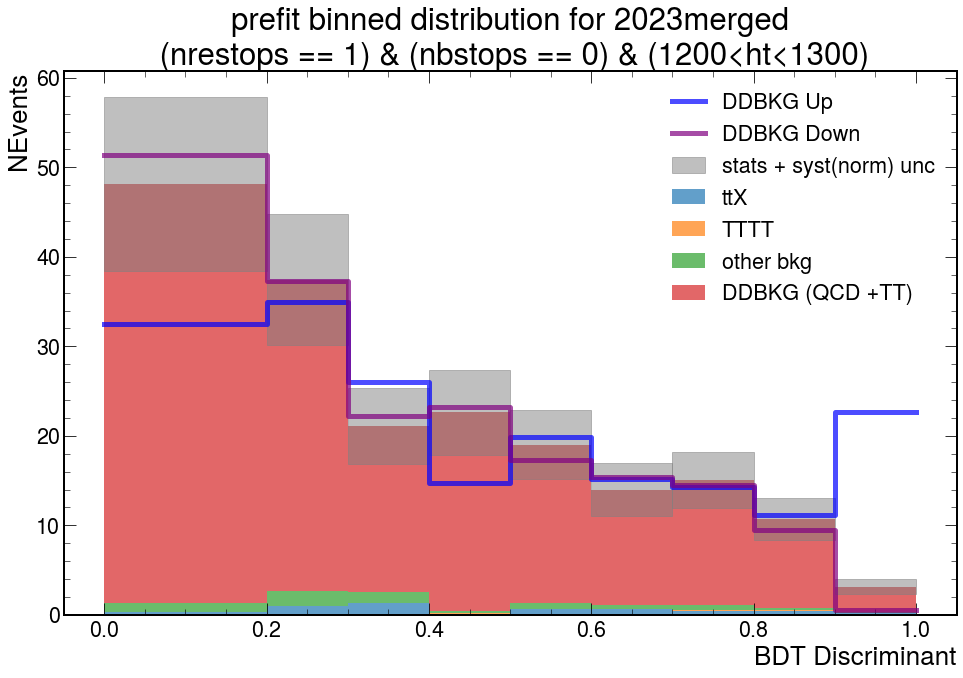 prefit binned distribution for 2023merged
(nrestops == 1) & (nbstops == 0) & (1200<ht<1300)
NEvents
60
50
40
30
20
10
0
DDBKG Up
DDBKG Down
stats + syst(norm) unc
ttX
TTTT
other bkg
DDBKG (QCD +TT)
0.0 0.2 0.4 0.6 0.8 1.0
BDT Discriminant